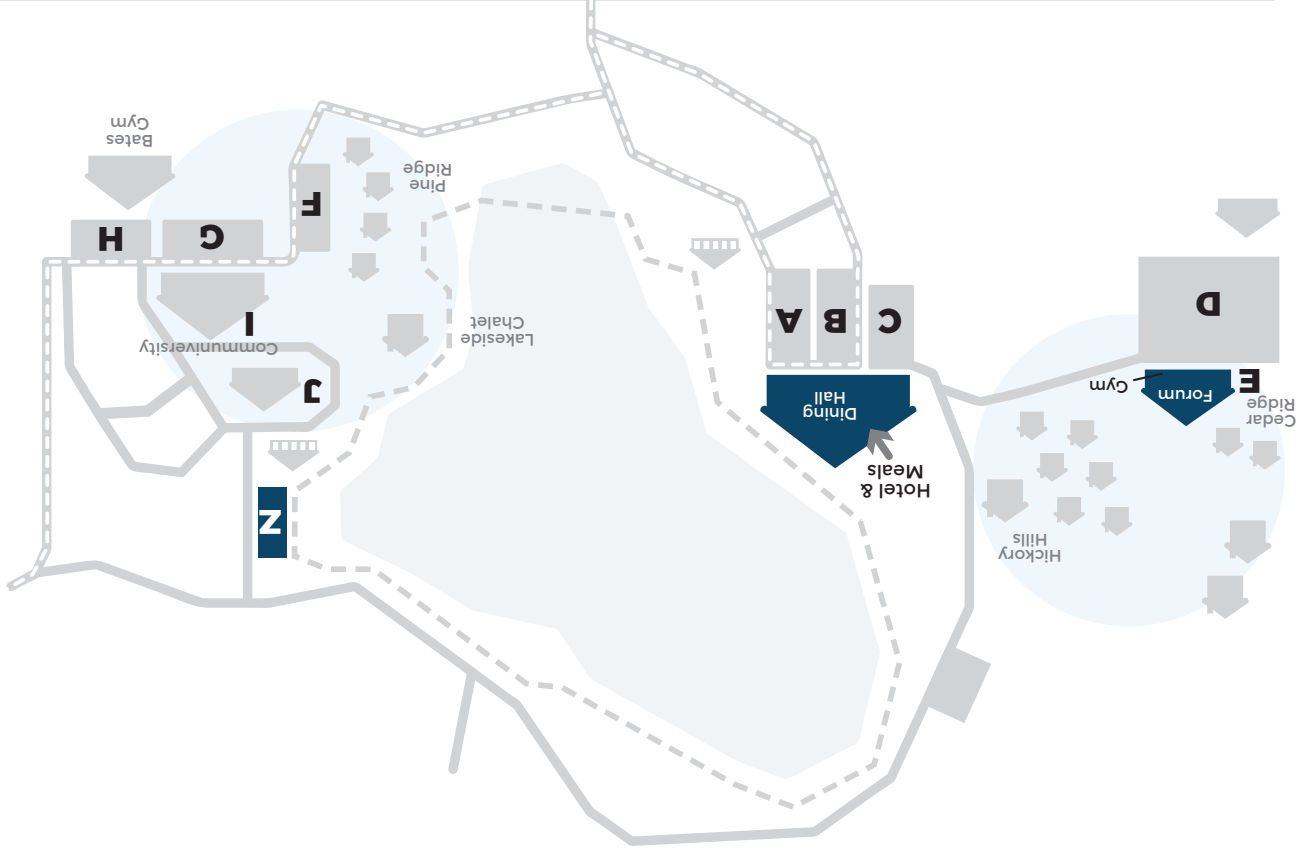 Hickory
Hills
Z
Hotel &
Meals
Cedar
Ridge
Dining
Hall
E
Forum
Gym
J
Communiversity
I
Lakeside
Chalet
D
C
B
A
G
H
F
Pine
Ridge
Bates
Gym